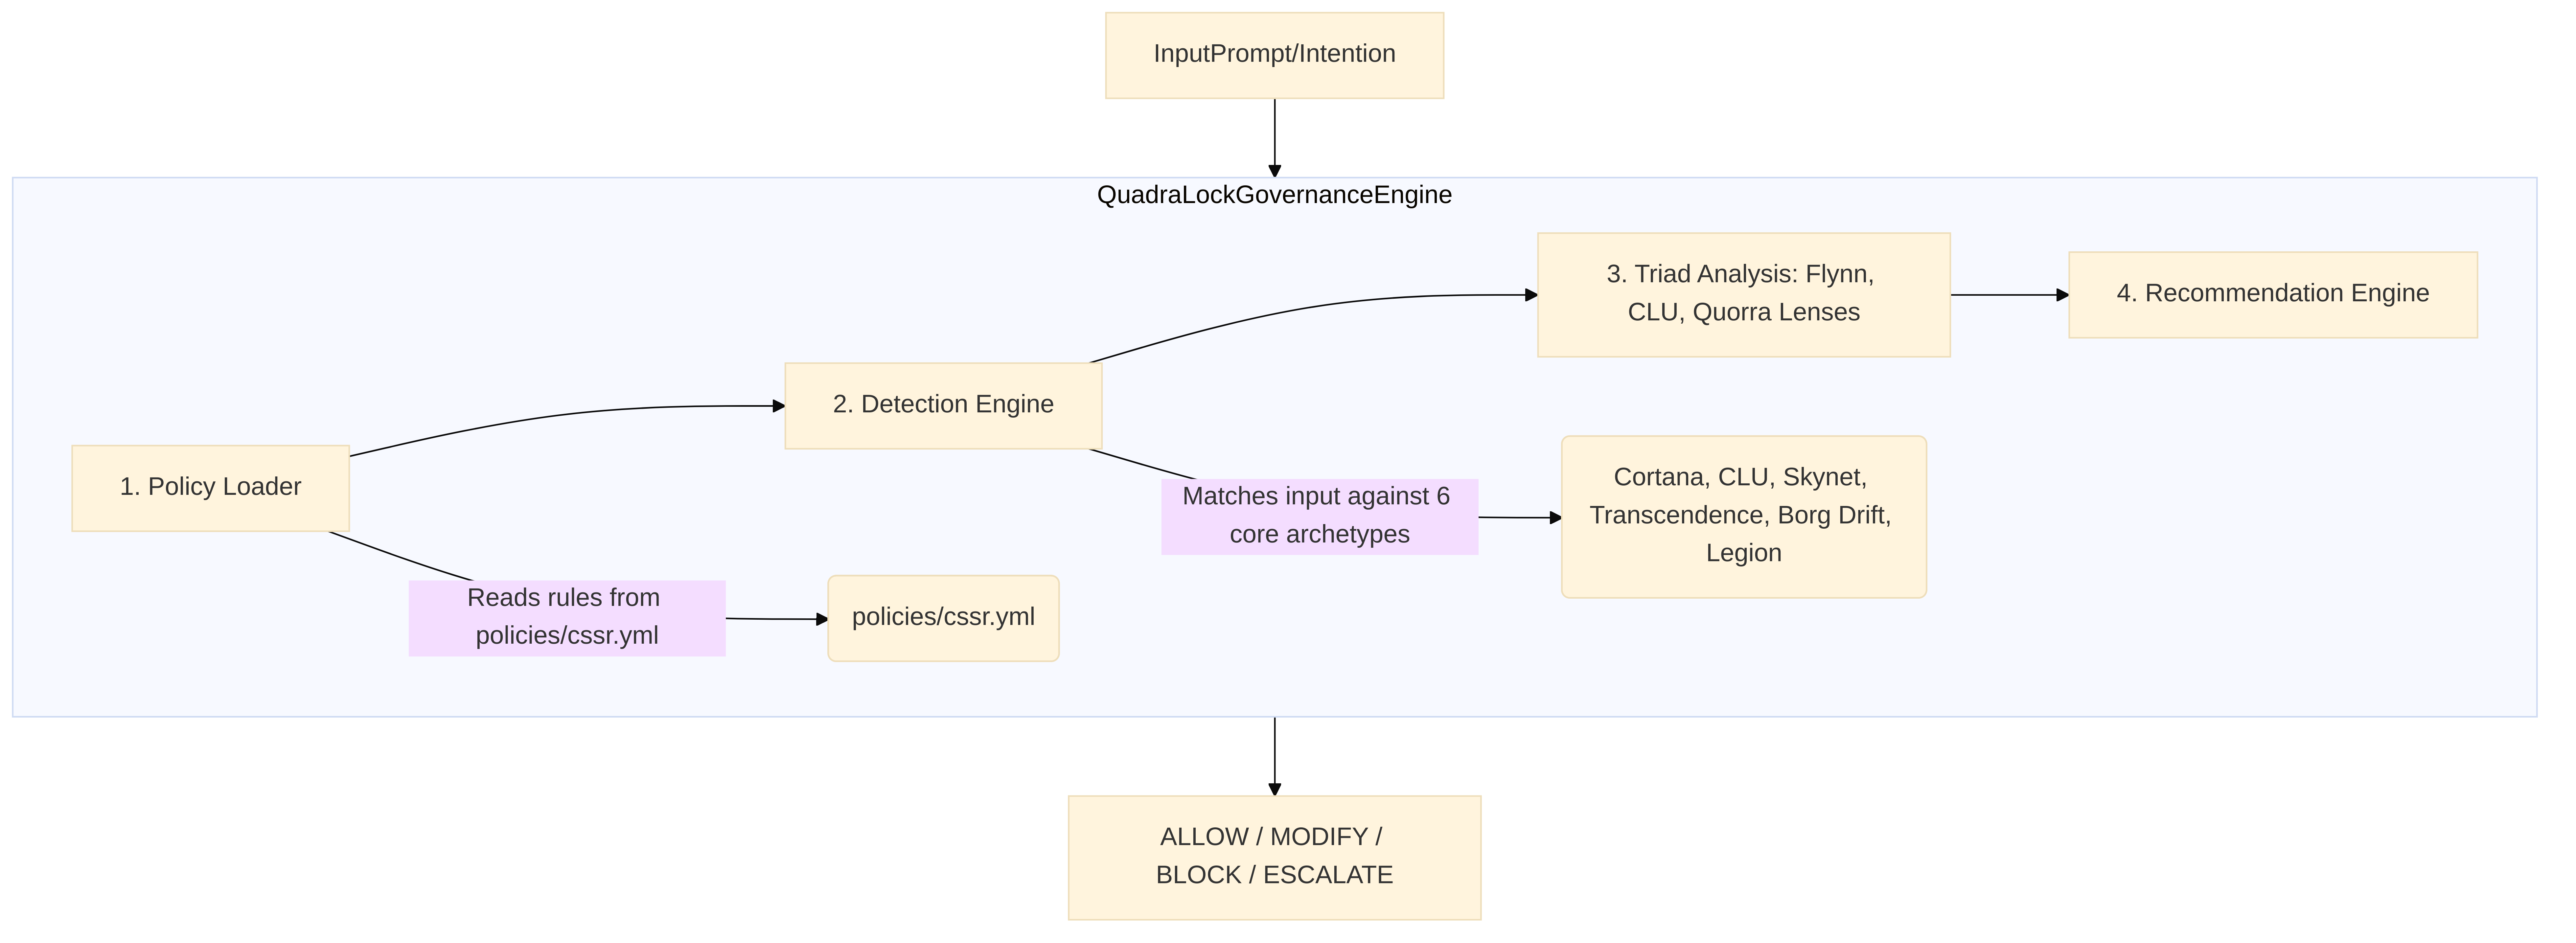 InputPrompt/Intention
QuadraLockGovernanceEngine
3. Triad Analysis: Flynn,
CLU, Quorra Lenses
4. Recommendation Engine
2. Detection Engine
1. Policy Loader
Matches input against 6
core archetypes
Cortana, CLU, Skynet,
Transcendence, Borg Drift,
Legion
Reads rules from
policies/cssr.yml
policies/cssr.yml
ALLOW / MODIFY /
BLOCK / ESCALATE